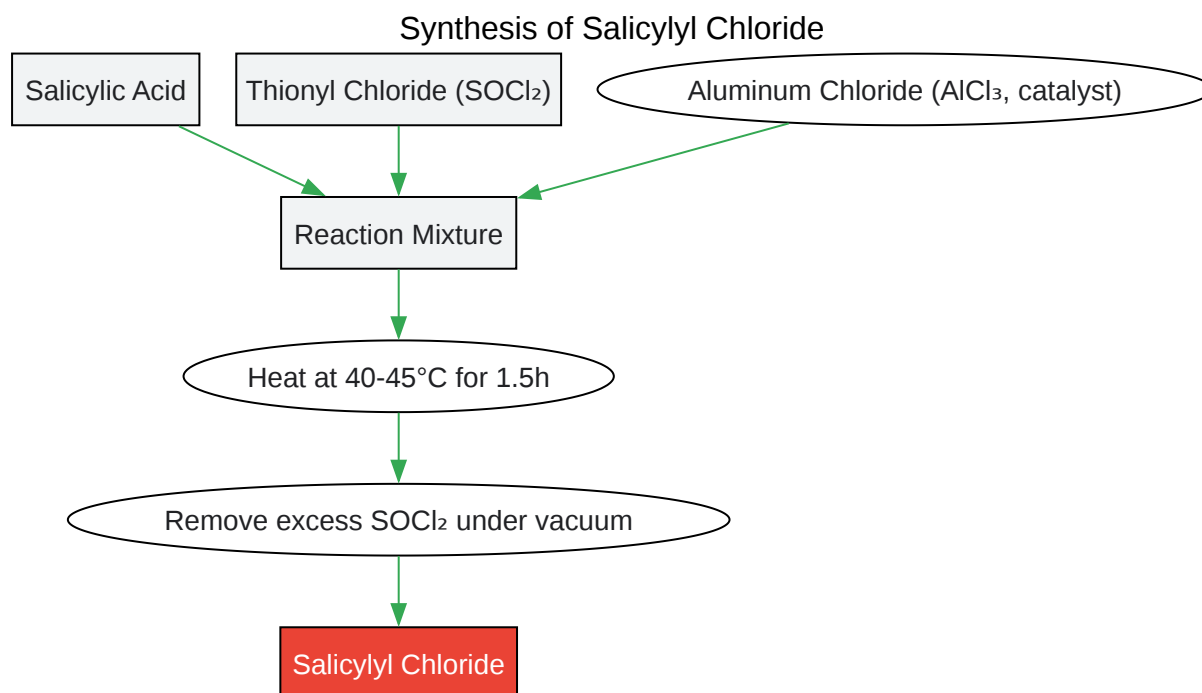 Synthesis of Salicylyl Chloride
Salicylic Acid
Thionyl Chloride (SOCl₂)
Aluminum Chloride (AlCl₃, catalyst)
Reaction Mixture
Heat at 40-45°C for 1.5h
Remove excess SOCl₂ under vacuum
Salicylyl Chloride